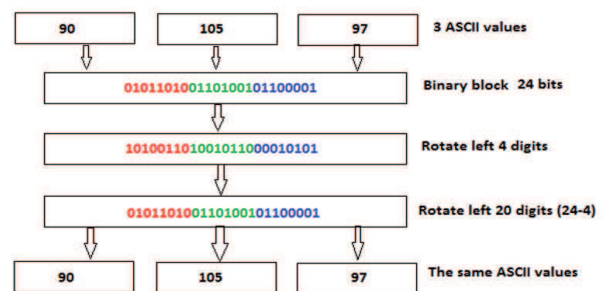 90 105 97 3 ASCII values
010110100110100101100001 Binary block 24 bits
101001101001011000010101 Rotate left 4 digits
010110100110100101100001 Rotate left 20 digits (24-4)
90 105 97 The same ASCII values